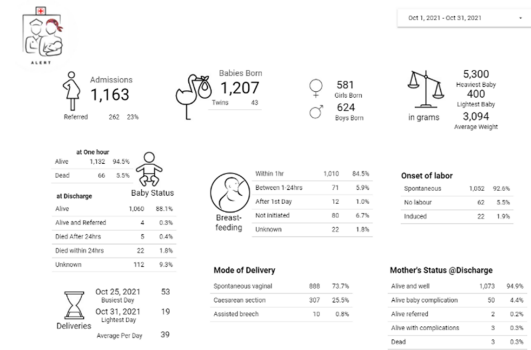 ALERT
Oct 1, 2021 - Oct 31, 2021
Admissions
1,163
Referred 262 23%
Babies Born
1,207
Twins 43
581
Girls Born
624
Boys Born
in grams
5,300
Heaviest Baby
400
Lightest Baby
3,094
Average Weight
Baby Status
at One hour
Alive 1,132 94.5%
Dead 66 5.5%
at Discharge
Alive 1,060 88.1%
Alive and Referred 4 0.3%
Died After 24hrs 5 0.4%
Died within 24hrs 22 1.8%
Unknown 112 9.3%
Breast-
feeding
Within 1hr 1,010 84.5%
Between 1-24hrs 71 5.9%
After 1st Day 12 1.0%
Not initiated 80 6.7%
Unknown 22 1.8%
Onset of labor
Spontaneous 1,052 92.6%
No labour 62 5.5%
Induced 22 1.9%
Deliveries
Oct 25, 2021 53
Busiest Day
Oct 31, 2021 19
Lightest Day
Average Per Day 39
Mode of Delivery
Spontaneous vaginal 888 73.7%
Caesarean section 307 25.5%
Assisted breech 10 0.8%
Mother's Status @Discharge
Alive and well 1,073 94.9%
Alive baby complication 50 4.4%
Alive referred 2 0.2%
Alive with complications 3 0.3%
Dead 3 0.3%